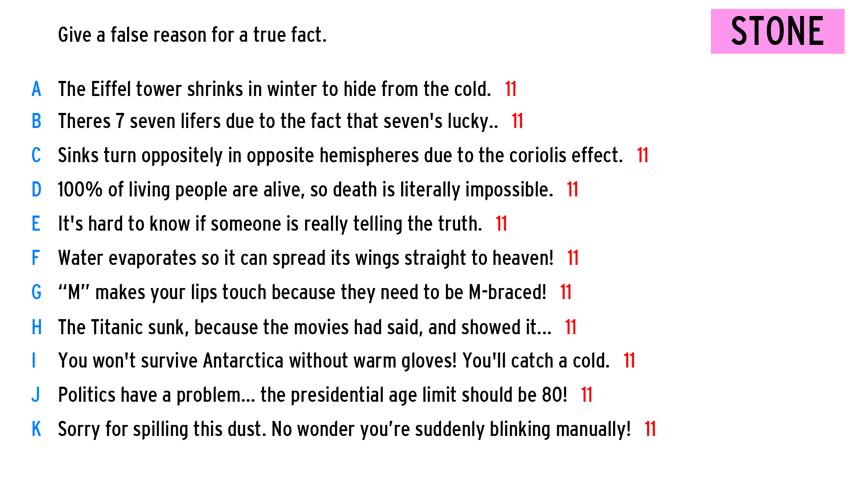 Give a false reason for a true fact.
STONE
A The Eiffel tower shrinks in winter to hide from the cold. 11
B Theres 7 seven lifers due to the fact that seven's lucky.. 11
C Sinks turn oppositely in opposite hemispheres due to the coriolis effect. 11
D 100% of living people are alive, so death is literally impossible. 11
E It's hard to know if someone is really telling the truth. 11
F Water evaporates so it can spread its wings straight to heaven! 11
G “M” makes your lips touch because they need to be M-braced! 11
H The Titanic sunk, because the movies had said, and showed it... 11
I You won't survive Antarctica without warm gloves! You'll catch a cold. 11
J Politics have a problem... the presidential age limit should be 80! 11
K Sorry for spilling this dust. No wonder you’re suddenly blinking manually! 11